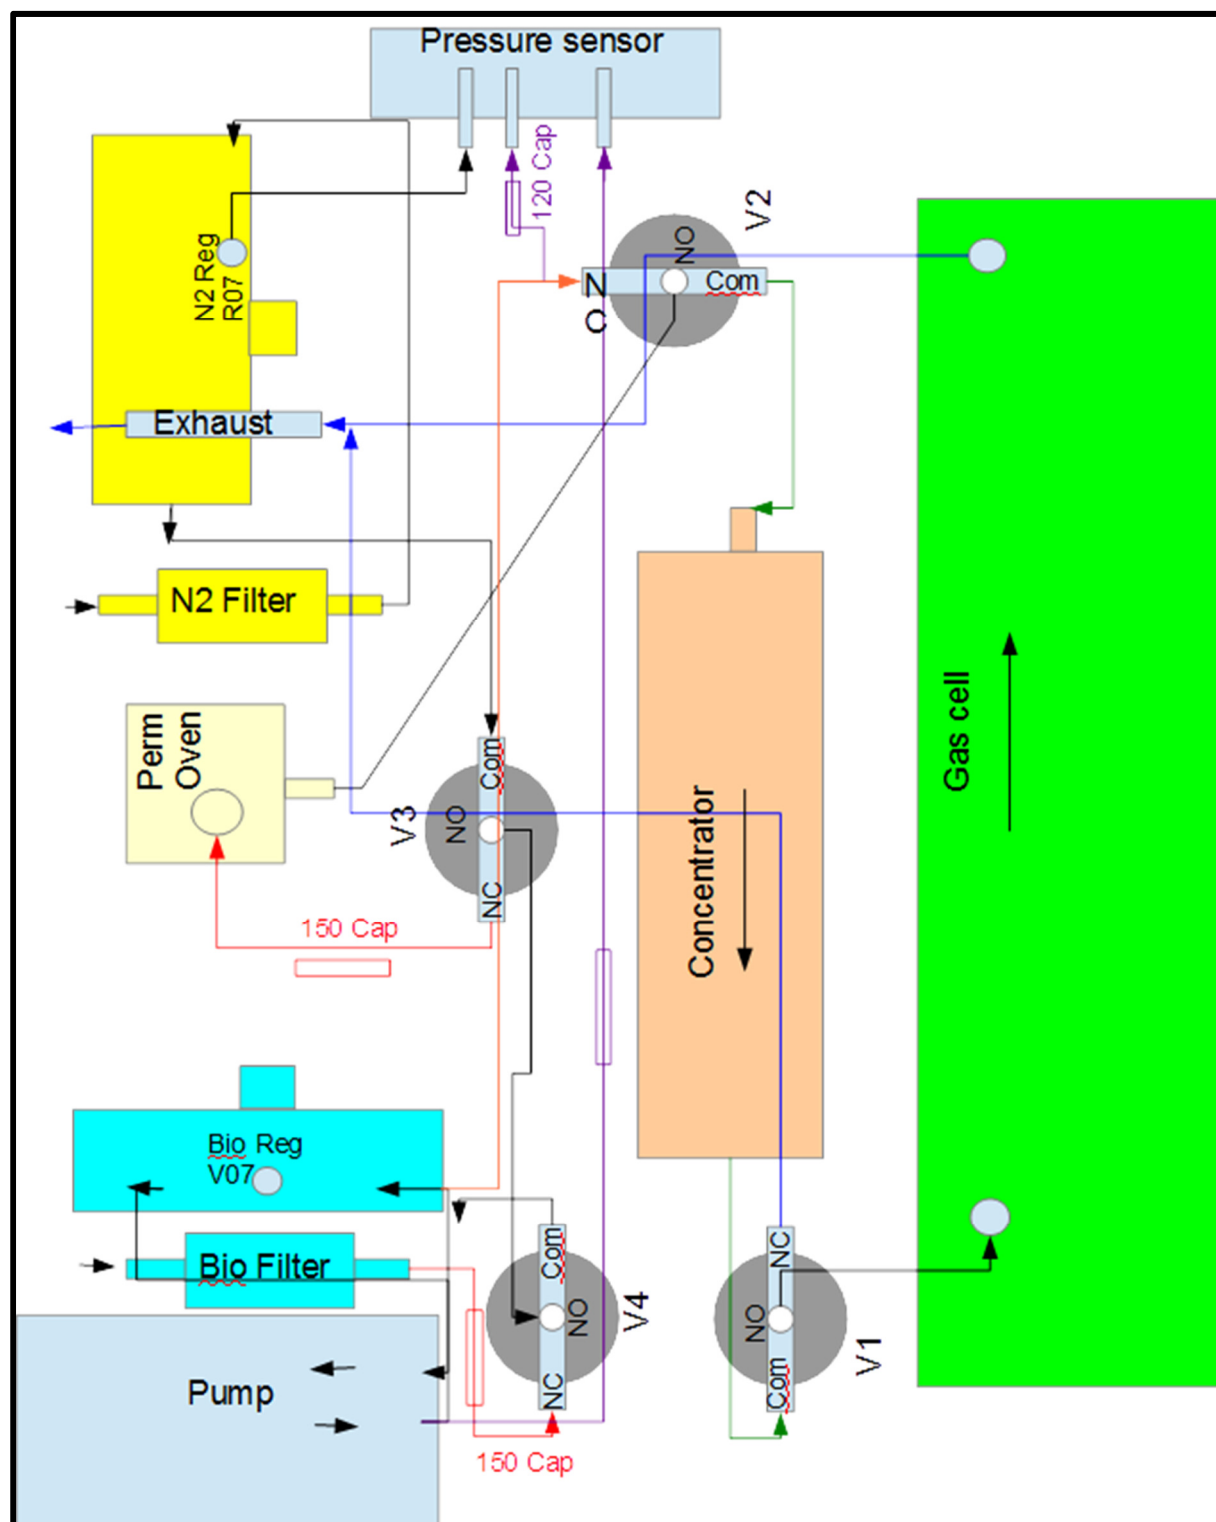 Pressure sensor
120 Cap
V2
N2 Reg
R07
NO
N
C
Com
Exhaust
N2 Filter
Perm
Oven
Com
V3
NO
NC
150 Cap
Concentrator
Gas cell
Bio Reg
V07
Bio Filter
Com
NO
V4
NC
NC
NO
V1
Com
Pump
150 Cap